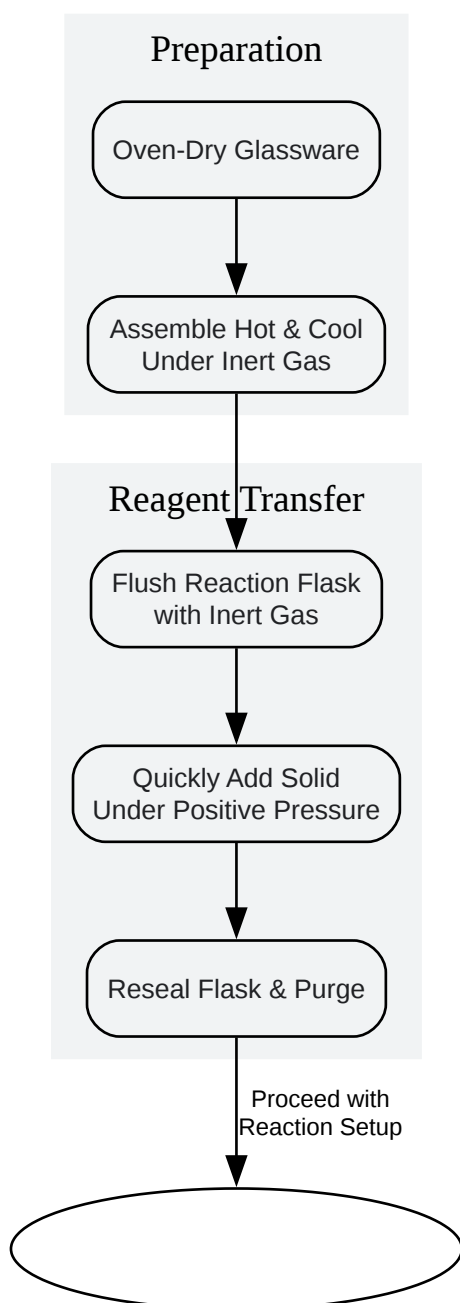 Preparation
Oven-Dry Glassware
Assemble Hot & Cool
Under Inert Gas
Reagent Transfer
Flush Reaction Flask
with Inert Gas
Quickly Add Solid
Under Positive Pressure
Reseal Flask & Purge
Proceed with
Reaction Setup